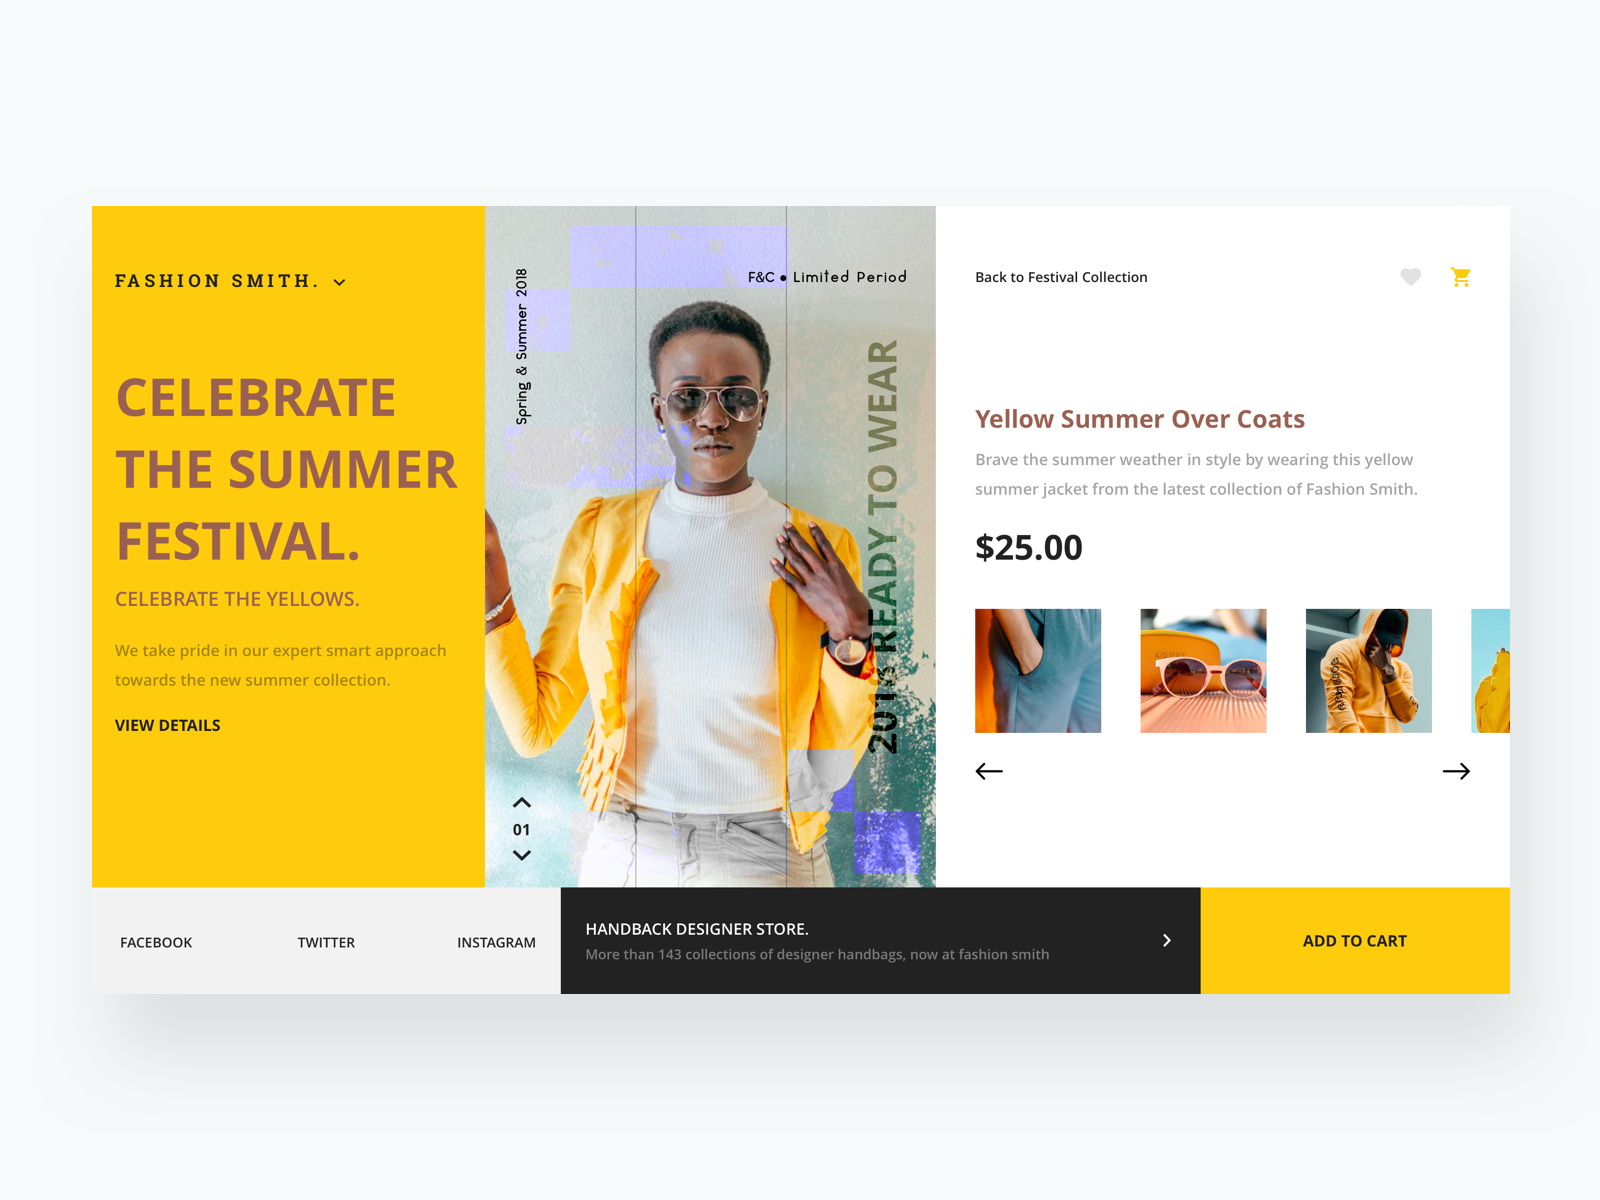 FASHION SMITH.
CELEBRATE
THE SUMMER
FESTIVAL.
CELEBRATE THE YELLOWS.
We take pride in our expert smart approach
towards the new summer collection.
VIEW DETAILS
Spring & Summer 2018
F&C • Limited Period
2018 READY TO WEAR
01
Back to Festival Collection
Yellow Summer Over Coats
Brave the summer weather in style by wearing this yellow
summer jacket from the latest collection of Fashion Smith.
$25.00
FACEBOOK
TWITTER
INSTAGRAM
HANDBACK DESIGNER STORE.
More than 143 collections of designer handbags, now at fashion smith
ADD TO CART